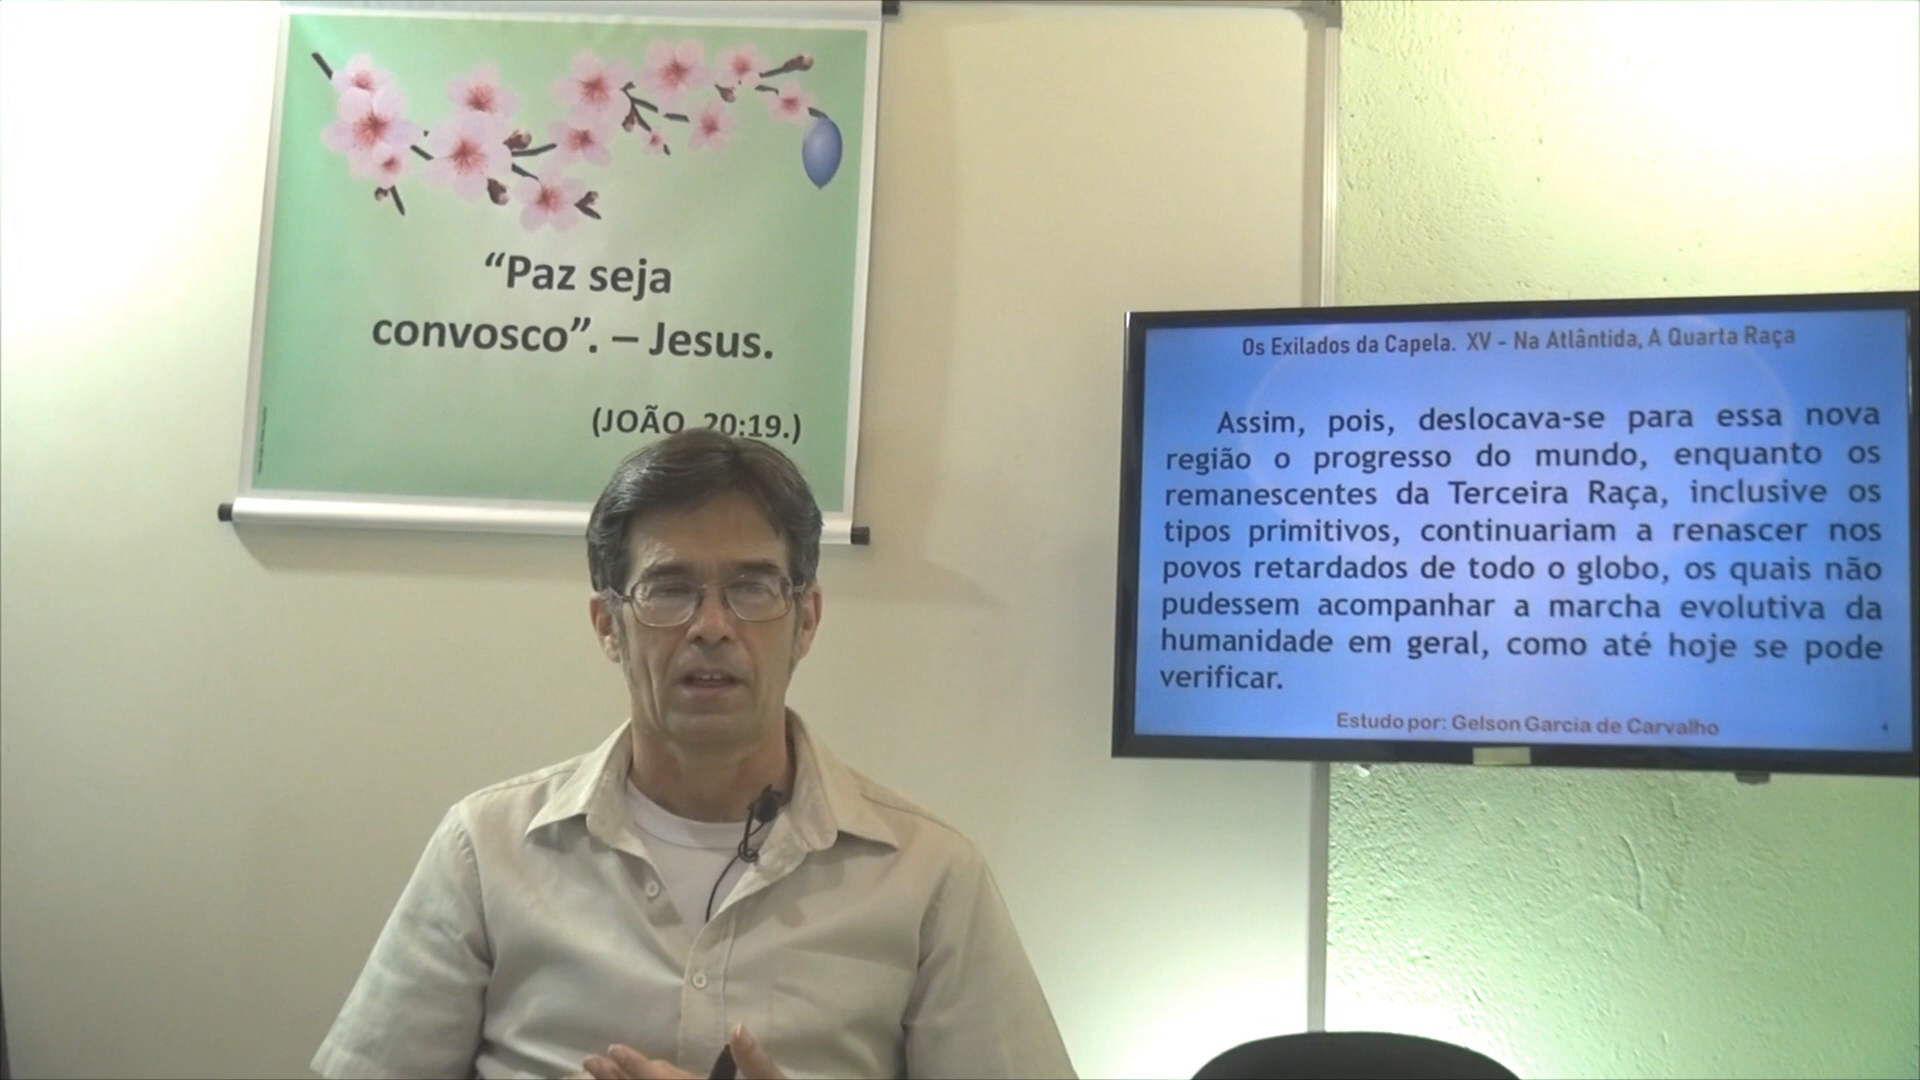 “Paz seja
convosco”. – Jesus.
(JOÃO, 20:19.)
Os Exilados da Capela. XV - Na Atlântida, A Quarta Raça
Assim, pois, deslocava-se para essa nova
região o progresso do mundo, enquanto os
remanescentes da Terceira Raça, inclusive os
tipos primitivos, continuariam a renascer nos
povos retardados de todo o globo, os quais não
pudessem acompanhar a marcha evolutiva da
humanidade em geral, como até hoje se pode
verificar.
Estudo por: Gelson Garcia de Carvalho
4